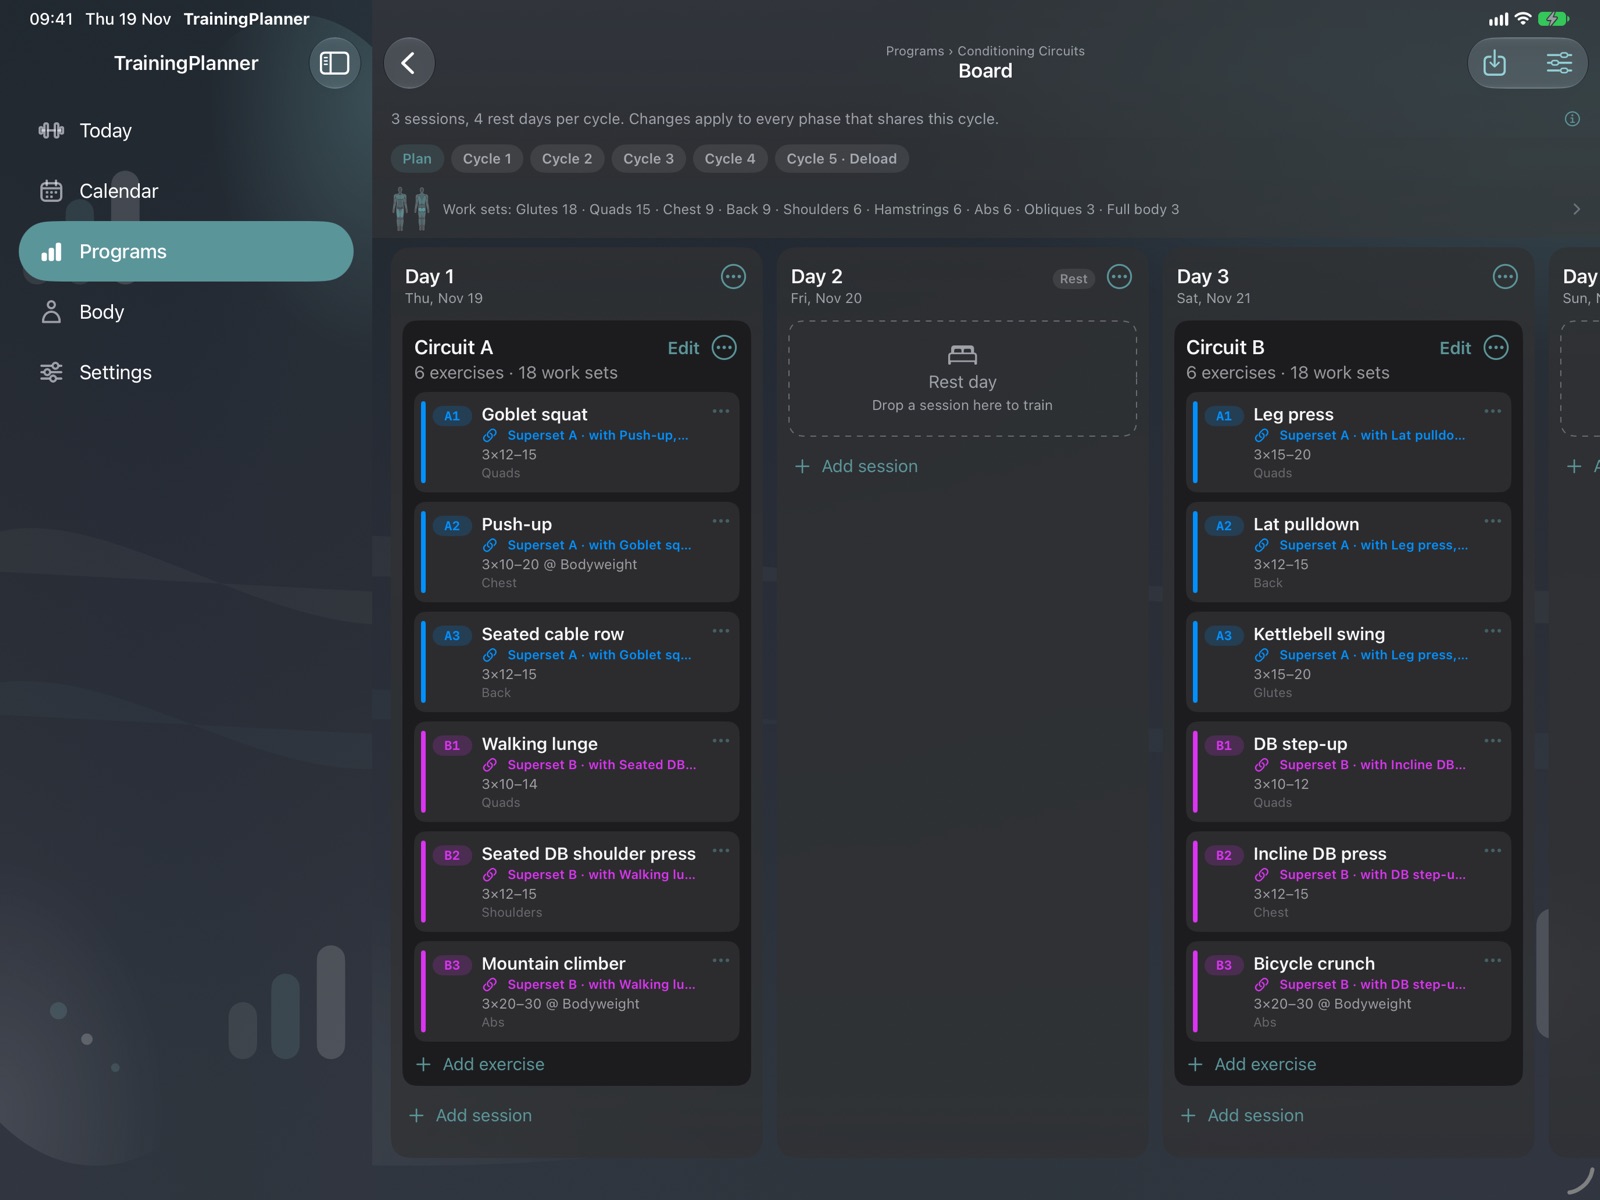 09:41 Thu 19 Nov TrainingPlanner
TrainingPlanner
Today
Calendar
Programs
Body
Settings
Programs › Conditioning Circuits
Board
3 sessions, 4 rest days per cycle. Changes apply to every phase that shares this cycle.
Plan Cycle 1 Cycle 2 Cycle 3 Cycle 4 Cycle 5 · Deload
Work sets: Glutes 18 · Quads 15 · Chest 9 · Back 9 · Shoulders 6 · Hamstrings 6 · Abs 6 · Obliques 3 · Full body 3
Day 1
Thu, Nov 19
Circuit A Edit
6 exercises · 18 work sets
A1 Goblet squat
Superset A · with Push-up,...
3×12–15
Quads
A2 Push-up
Superset A · with Goblet sq...
3×10–20 @ Bodyweight
Chest
A3 Seated cable row
Superset A · with Goblet sq...
3×12–15
Back
B1 Walking lunge
Superset B · with Seated DB...
3×10–14
Quads
B2 Seated DB shoulder press
Superset B · with Walking lu...
3×12–15
Shoulders
B3 Mountain climber
Superset B · with Walking lu...
3×20–30 @ Bodyweight
Abs
+ Add exercise
+ Add session
Day 2 Rest
Fri, Nov 20
Rest day
Drop a session here to train
+ Add session
Day 3
Sat, Nov 21
Circuit B Edit
6 exercises · 18 work sets
A1 Leg press
Superset A · with Lat pulldo...
3×15–20
Quads
A2 Lat pulldown
Superset A · with Leg press,...
3×12–15
Back
A3 Kettlebell swing
Superset A · with Leg press,...
3×15–20
Glutes
B1 DB step-up
Superset B · with Incline DB...
3×10–12
Quads
B2 Incline DB press
Superset B · with DB step-u...
3×12–15
Chest
B3 Bicycle crunch
Superset B · with DB step-u...
3×20–30 @ Bodyweight
Abs
+ Add exercise
+ Add session
Day
Sun,
+